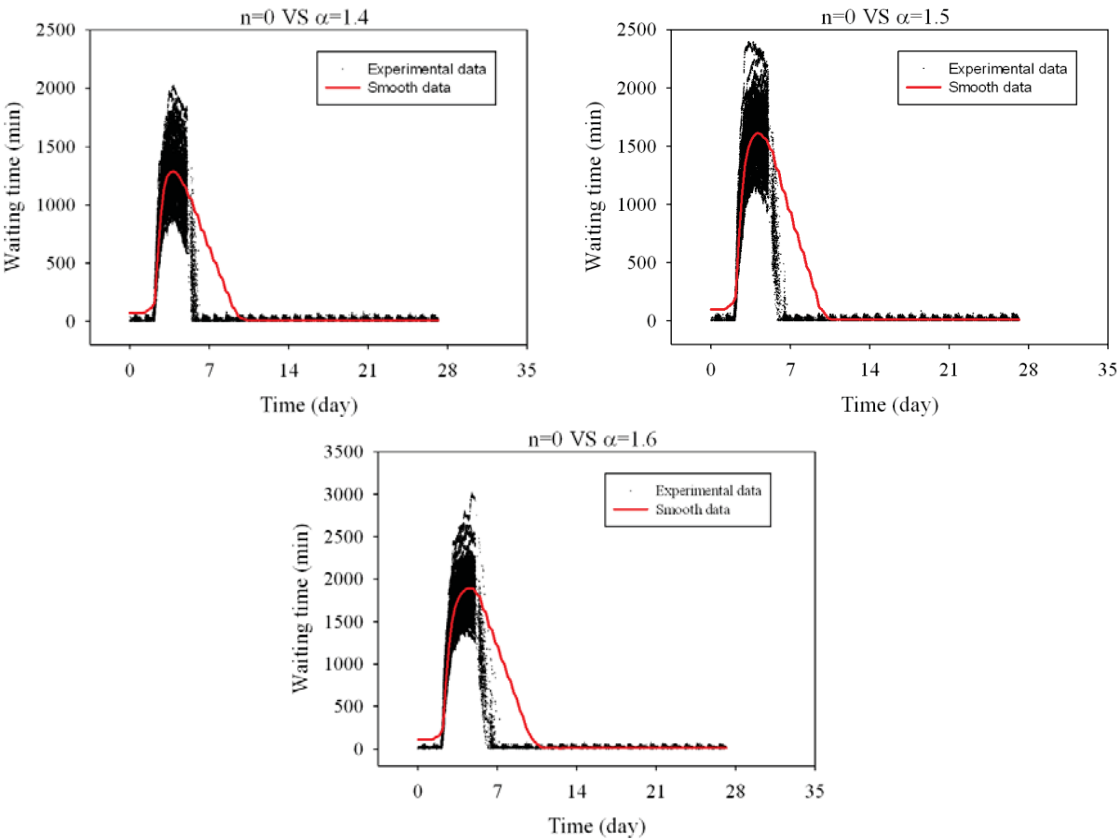 n=0 VS α=1.4
2500
2000
1500
1000
500
0
Waiting time (min)
Experimental data
Smooth data
0 7 14 21 28 35
Time (day)
n=0 VS α=1.5
2500
2000
1500
1000
500
0
Waiting time (min)
Experimental data
Smooth data
0 7 14 21 28 35
Time (day)
n=0 VS α=1.6
3500
3000
2500
2000
1500
1000
500
0
Waiting time (min)
Experimental data
Smooth data
0 7 14 21 28 35
Time (day)